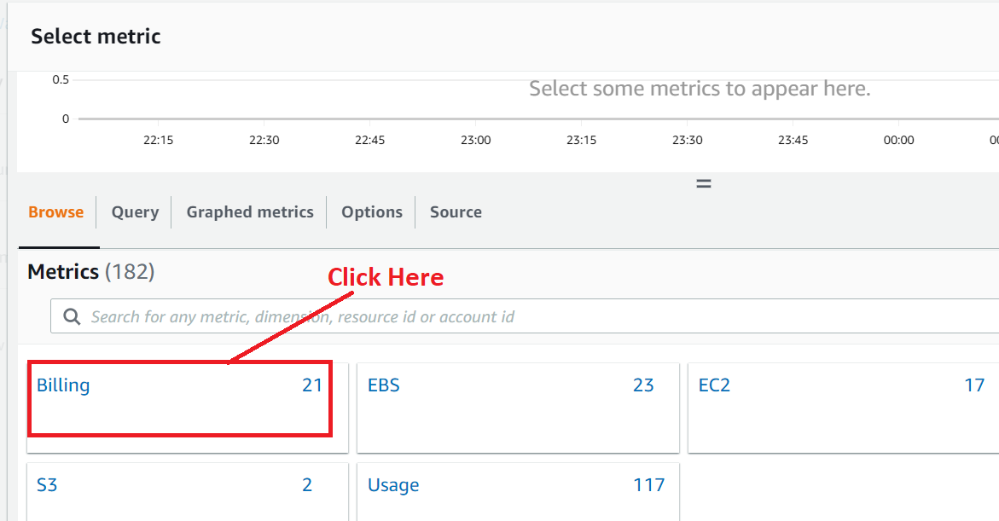 Select metric
0.5
Select some metrics to appear here.
0
22:15 22:30 22:45 23:00 23:15 23:30 23:45 00:00
Browse Query Graphed metrics Options Source
Metrics (182)
Click Here
Search for any metric, dimension, resource id or account id
Billing 21 EBS 23 EC2 17
S3 2 Usage 117